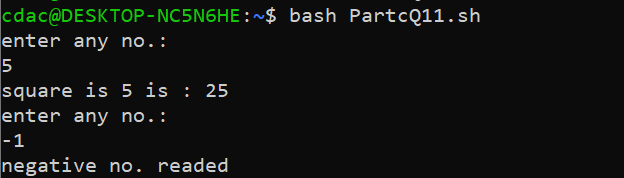 cdac@DESKTOP-NC5N6HE:~$ bash PartcQ11.sh
enter any no.:
5
square is 5 is : 25
enter any no.:
-1
negative no. readed